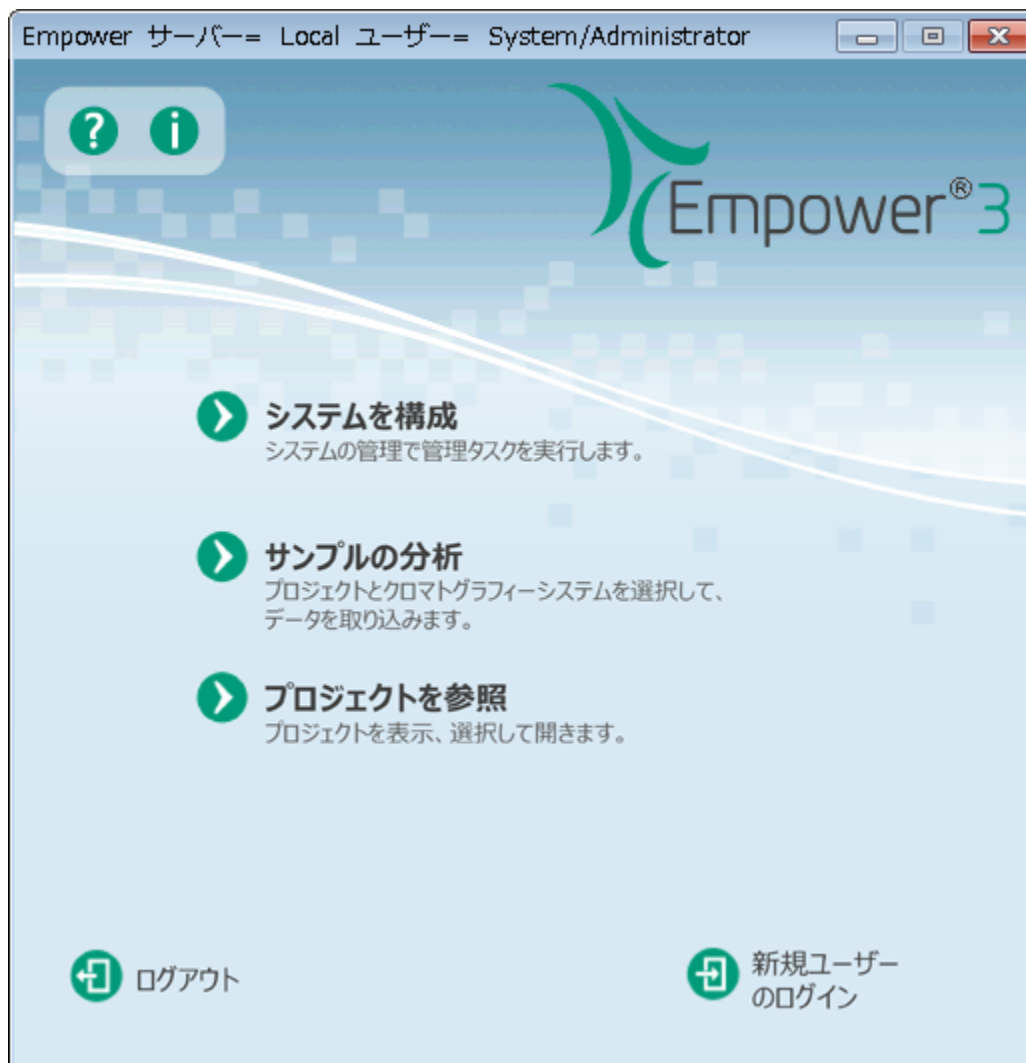 Empower サーバー= Local ユーザー= System/Administrator
? i
Empower®3
システムを構成
システムの管理で管理タスクを実行します。
サンプルの分析
プロジェクトとクロマトグラフィーシステムを選択して、
データを取り込みます。
プロジェクトを参照
プロジェクトを表示、選択して開きます。
ログアウト
新規ユーザー
のログイン